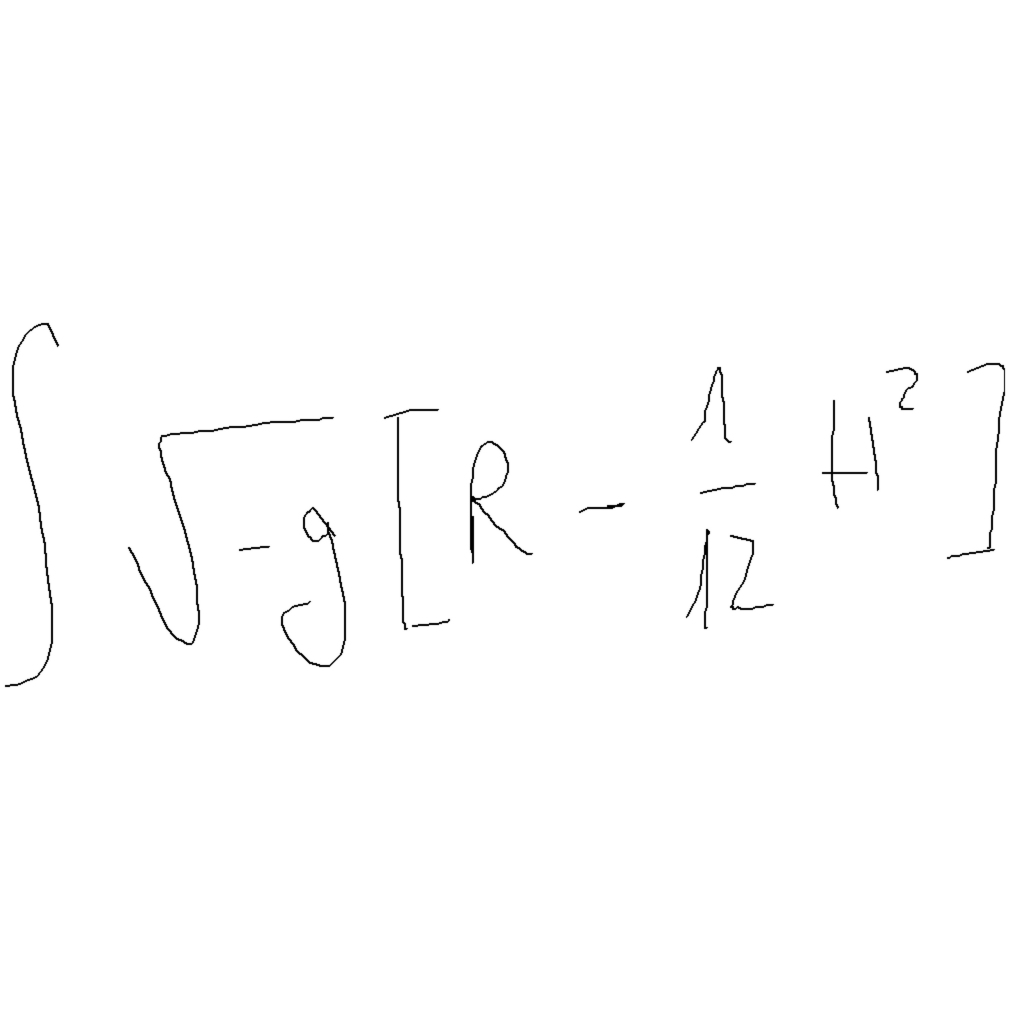 ∫ √-g [R - 1/12 H²]